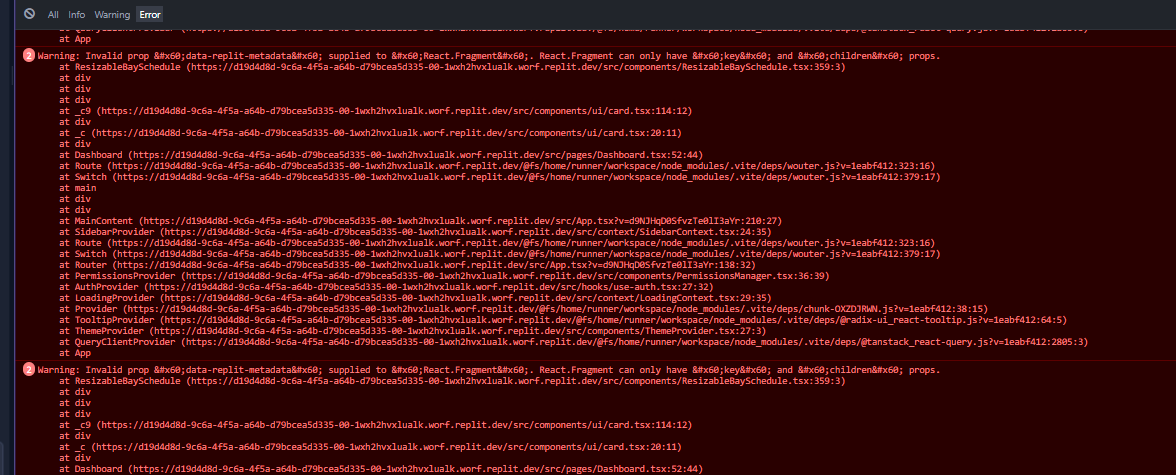 All Info Warning Error
at App
2 Warning: Invalid prop &#x60;data-replit-metadata&#x60; supplied to &#x60;React.Fragment&#x60;. React.Fragment can only have &#x60;key&#x60; and &#x60;children&#x60; props.
at ResizableBaySchedule (https://d19d4d8d-9c6a-4f5a-a64b-d79bcea5d335-00-1wxh2hvxlualk.worf.replit.dev/src/components/ResizableBaySchedule.tsx:359:3)
at div
at div
at div
at _c9 (https://d19d4d8d-9c6a-4f5a-a64b-d79bcea5d335-00-1wxh2hvxlualk.worf.replit.dev/src/components/ui/card.tsx:114:12)
at div
at _c (https://d19d4d8d-9c6a-4f5a-a64b-d79bcea5d335-00-1wxh2hvxlualk.worf.replit.dev/src/components/ui/card.tsx:20:11)
at div
at Dashboard (https://d19d4d8d-9c6a-4f5a-a64b-d79bcea5d335-00-1wxh2hvxlualk.worf.replit.dev/src/pages/Dashboard.tsx:52:44)
at Route (https://d19d4d8d-9c6a-4f5a-a64b-d79bcea5d335-00-1wxh2hvxlualk.worf.replit.dev/@fs/home/runner/workspace/node_modules/.vite/deps/wouter.js?v=1eabf412:323:16)
at Switch (https://d19d4d8d-9c6a-4f5a-a64b-d79bcea5d335-00-1wxh2hvxlualk.worf.replit.dev/@fs/home/runner/workspace/node_modules/.vite/deps/wouter.js?v=1eabf412:379:17)
at main
at div
at div
at MainContent (https://d19d4d8d-9c6a-4f5a-a64b-d79bcea5d335-00-1wxh2hvxlualk.worf.replit.dev/src/App.tsx?v=d9NJHqD0SfvzTe0lI3aYr:210:27)
at SidebarProvider (https://d19d4d8d-9c6a-4f5a-a64b-d79bcea5d335-00-1wxh2hvxlualk.worf.replit.dev/src/context/SidebarContext.tsx:24:35)
at Route (https://d19d4d8d-9c6a-4f5a-a64b-d79bcea5d335-00-1wxh2hvxlualk.worf.replit.dev/@fs/home/runner/workspace/node_modules/.vite/deps/wouter.js?v=1eabf412:323:16)
at Switch (https://d19d4d8d-9c6a-4f5a-a64b-d79bcea5d335-00-1wxh2hvxlualk.worf.replit.dev/@fs/home/runner/workspace/node_modules/.vite/deps/wouter.js?v=1eabf412:379:17)
at Router (https://d19d4d8d-9c6a-4f5a-a64b-d79bcea5d335-00-1wxh2hvxlualk.worf.replit.dev/src/App.tsx?v=d9NJHqD0SfvzTe0lI3aYr:138:32)
at PermissionsProvider (https://d19d4d8d-9c6a-4f5a-a64b-d79bcea5d335-00-1wxh2hvxlualk.worf.replit.dev/src/components/PermissionsManager.tsx:36:39)
at AuthProvider (https://d19d4d8d-9c6a-4f5a-a64b-d79bcea5d335-00-1wxh2hvxlualk.worf.replit.dev/src/hooks/use-auth.tsx:27:32)
at LoadingProvider (https://d19d4d8d-9c6a-4f5a-a64b-d79bcea5d335-00-1wxh2hvxlualk.worf.replit.dev/src/context/LoadingContext.tsx:29:35)
at Provider (https://d19d4d8d-9c6a-4f5a-a64b-d79bcea5d335-00-1wxh2hvxlualk.worf.replit.dev/@fs/home/runner/workspace/node_modules/.vite/deps/chunk-OXZDJRWN.js?v=1eabf412:38:15)
at TooltipProvider (https://d19d4d8d-9c6a-4f5a-a64b-d79bcea5d335-00-1wxh2hvxlualk.worf.replit.dev/@fs/home/runner/workspace/node_modules/.vite/deps/@radix-ui_react-tooltip.js?v=1eabf412:64:5)
at ThemeProvider (https://d19d4d8d-9c6a-4f5a-a64b-d79bcea5d335-00-1wxh2hvxlualk.worf.replit.dev/src/components/ThemeProvider.tsx:27:3)
at QueryClientProvider (https://d19d4d8d-9c6a-4f5a-a64b-d79bcea5d335-00-1wxh2hvxlualk.worf.replit.dev/@fs/home/runner/workspace/node_modules/.vite/deps/@tanstack_react-query.js?v=1eabf412:2805:3)
at App
2 Warning: Invalid prop &#x60;data-replit-metadata&#x60; supplied to &#x60;React.Fragment&#x60;. React.Fragment can only have &#x60;key&#x60; and &#x60;children&#x60; props.
at ResizableBaySchedule (https://d19d4d8d-9c6a-4f5a-a64b-d79bcea5d335-00-1wxh2hvxlualk.worf.replit.dev/src/components/ResizableBaySchedule.tsx:359:3)
at div
at div
at div
at _c9 (https://d19d4d8d-9c6a-4f5a-a64b-d79bcea5d335-00-1wxh2hvxlualk.worf.replit.dev/src/components/ui/card.tsx:114:12)
at div
at _c (https://d19d4d8d-9c6a-4f5a-a64b-d79bcea5d335-00-1wxh2hvxlualk.worf.replit.dev/src/components/ui/card.tsx:20:11)
at div
at Dashboard (https://d19d4d8d-9c6a-4f5a-a64b-d79bcea5d335-00-1wxh2hvxlualk.worf.replit.dev/src/pages/Dashboard.tsx:52:44)